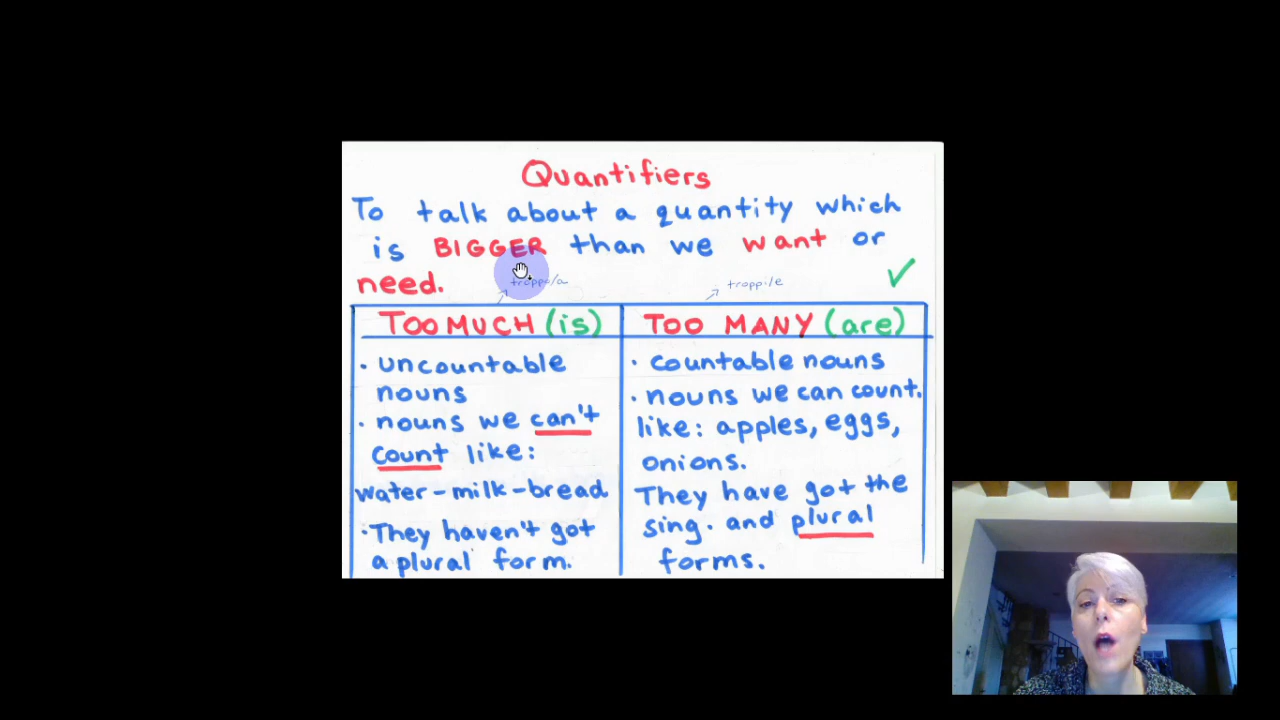 Quantifiers
To talk about a quantity which
is BIGGER than we want or
need.
troppo/a
troppi/e
TOO MUCH (is)
TOO MANY (are)
• uncountable
nouns
• nouns we can't
count like:
water-milk-bread
• They haven't got
a plural form.
• countable nouns
• nouns we can count.
like: apples, eggs,
onions.
They have got the
sing. and plural
forms.